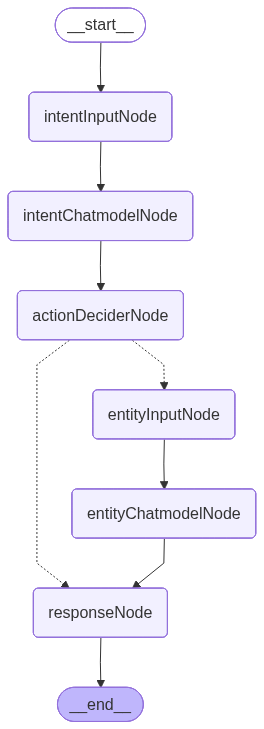 __start__
intentInputNode
intentChatmodelNode
actionDeciderNode
entityInputNode
entityChatmodelNode
responseNode
__end__